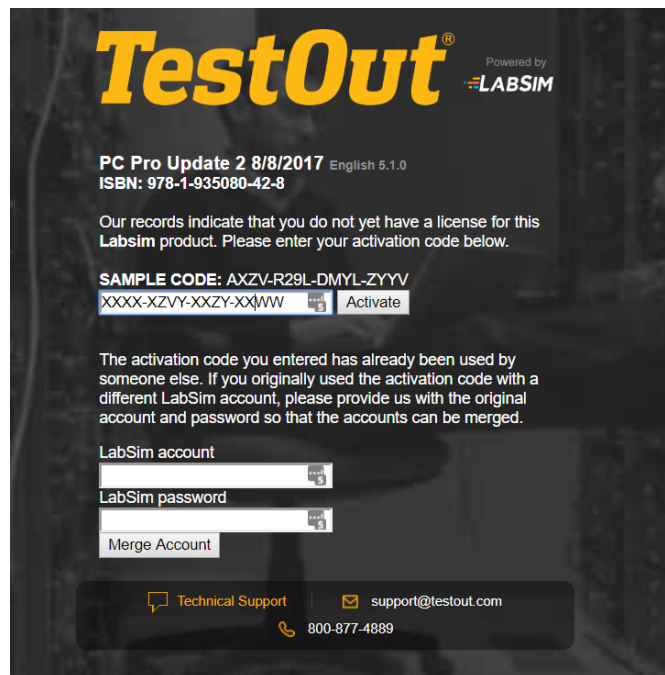 TestOut®
Powered by
LABSIM
PC Pro Update 2 8/8/2017 English 5.1.0
ISBN: 978-1-935080-42-8
Our records indicate that you do not yet have a license for this
Labsim product. Please enter your activation code below.
SAMPLE CODE: AXZV-R29L-DMYL-ZYYV
XXXX-XZVY-XXZY-XXWW 5 Activate
The activation code you entered has already been used by
someone else. If you originally used the activation code with a
different LabSim account, please provide us with the original
account and password so that the accounts can be merged.
LabSim account
5
LabSim password
5
Merge Account
Technical Support support@testout.com
800-877-4889